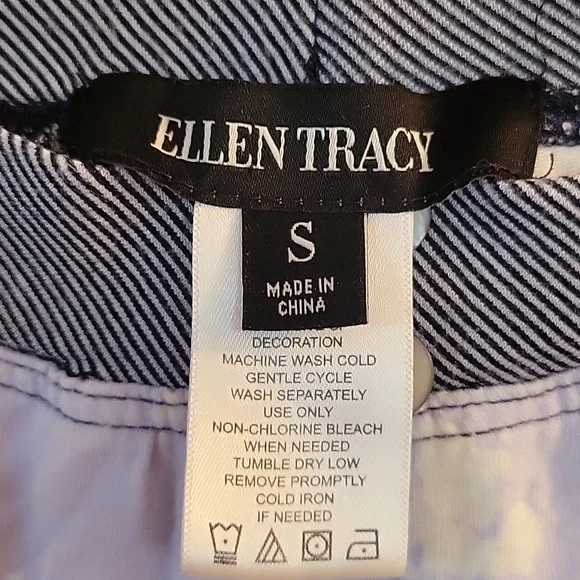 ELLEN TRACY
S
MADE IN
CHINA
DECORATION
MACHINE WASH COLD
GENTLE CYCLE
WASH SEPARATELY
USE ONLY
NON-CHLORINE BLEACH
WHEN NEEDED
TUMBLE DRY LOW
REMOVE PROMPTLY
COLD IRON
IF NEEDED